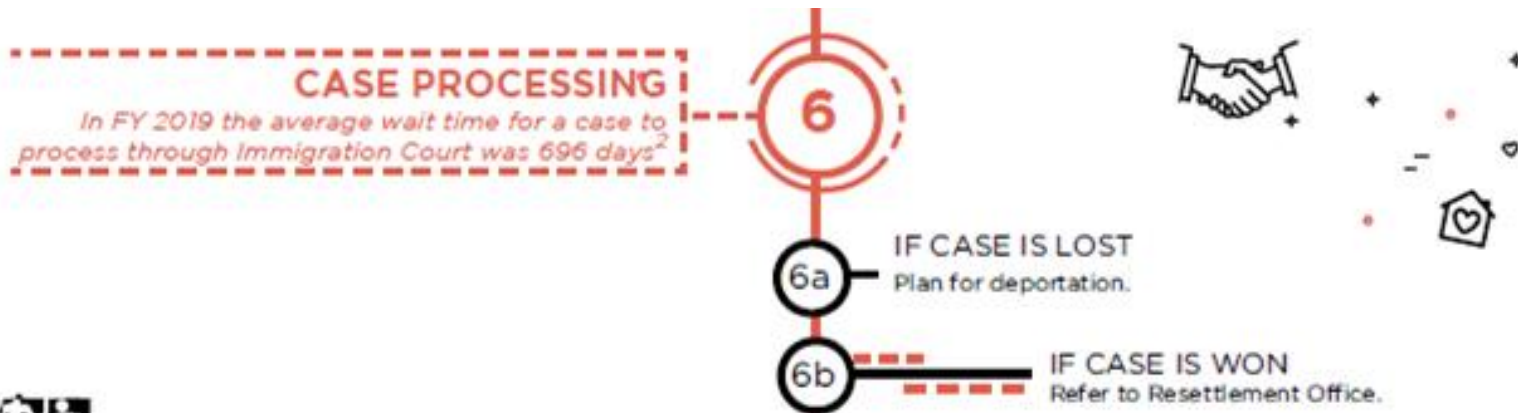 CASE PROCESSING
In FY 2019 the average wait time for a case to
process through Immigration Court was 696 days²
6
6a
IF CASE IS LOST
Plan for deportation.
6b
IF CASE IS WON
Refer to Resettlement Office.